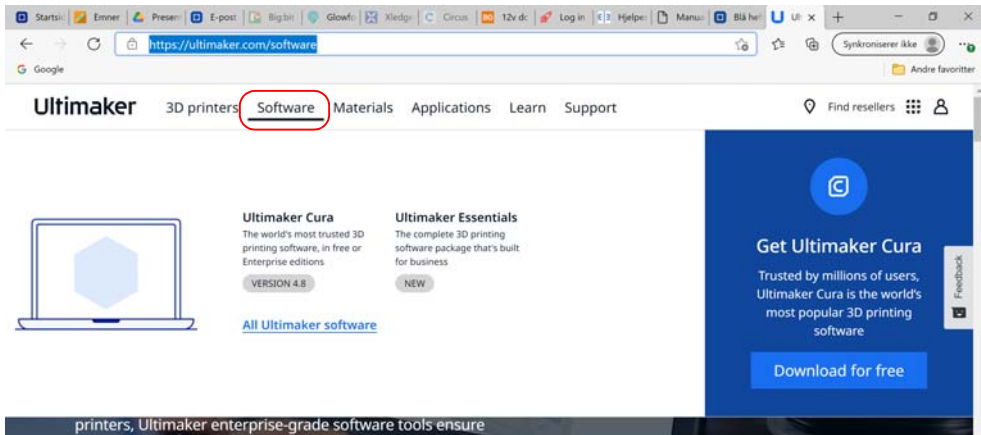 Startsi
Emner
Presen
E-post
Big bit
Glowfo
Xledge
Circus
12v dc
Log in
Hjelpe
Manua
Blå he
https://ultimaker.com/software
Synkroniserer ikke
Google
Andre favoritter
Ultimaker
3D printers Software Materials Applications Learn Support
Find resellers
Ultimaker Cura
The world's most trusted 3D
printing software, in free or
Enterprise editions
VERSION 4.8
Ultimaker Essentials
The complete 3D printing
software package that's built
for business
NEW
All Ultimaker software
Get Ultimaker Cura
Trusted by millions of users,
Ultimaker Cura is the world's
most popular 3D printing
software
Download for free
Feedback
printers, Ultimaker enterprise-grade software tools ensure